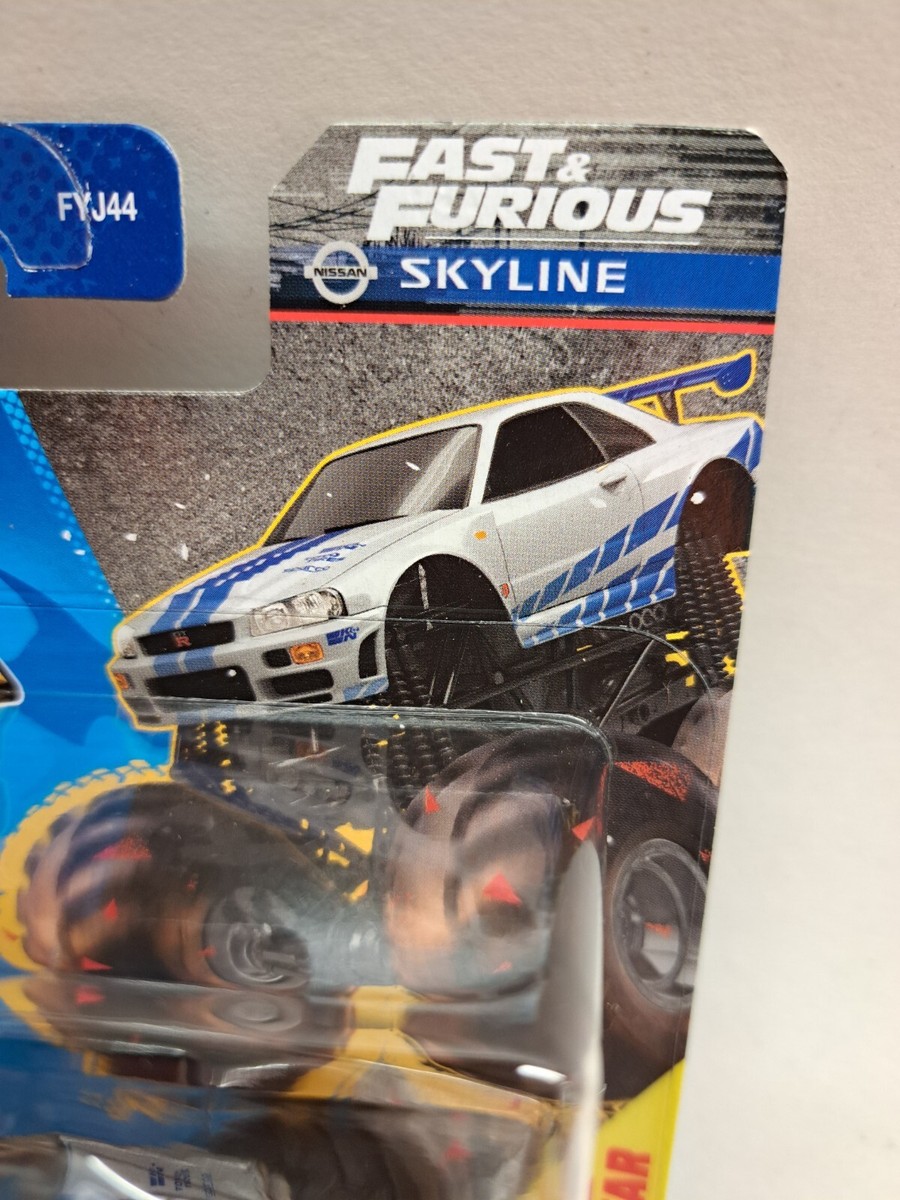 FYJ44
FAST &
FURIOUS
NISSAN
SKYLINE
R